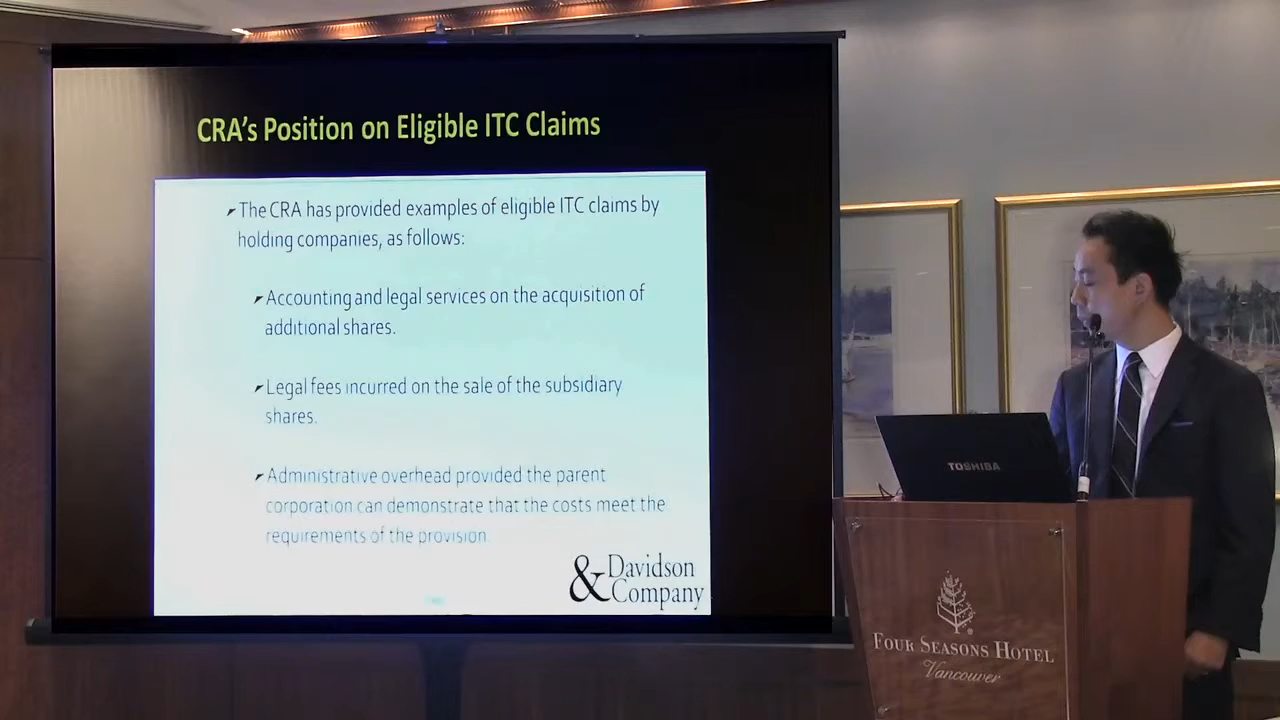 CRA's Position on Eligible ITC Claims
The CRA has provided examples of eligible ITC claims by
holding companies, as follows:
Accounting and legal services on the acquisition of
additional shares.
Legal fees incurred on the sale of the subsidiary
shares.
Administrative overhead provided the parent
corporation can demonstrate that the costs meet the
requirements of the provision.
& Davidson
Company
TOSHIBA
FOUR SEASONS HOTEL
Vancouver